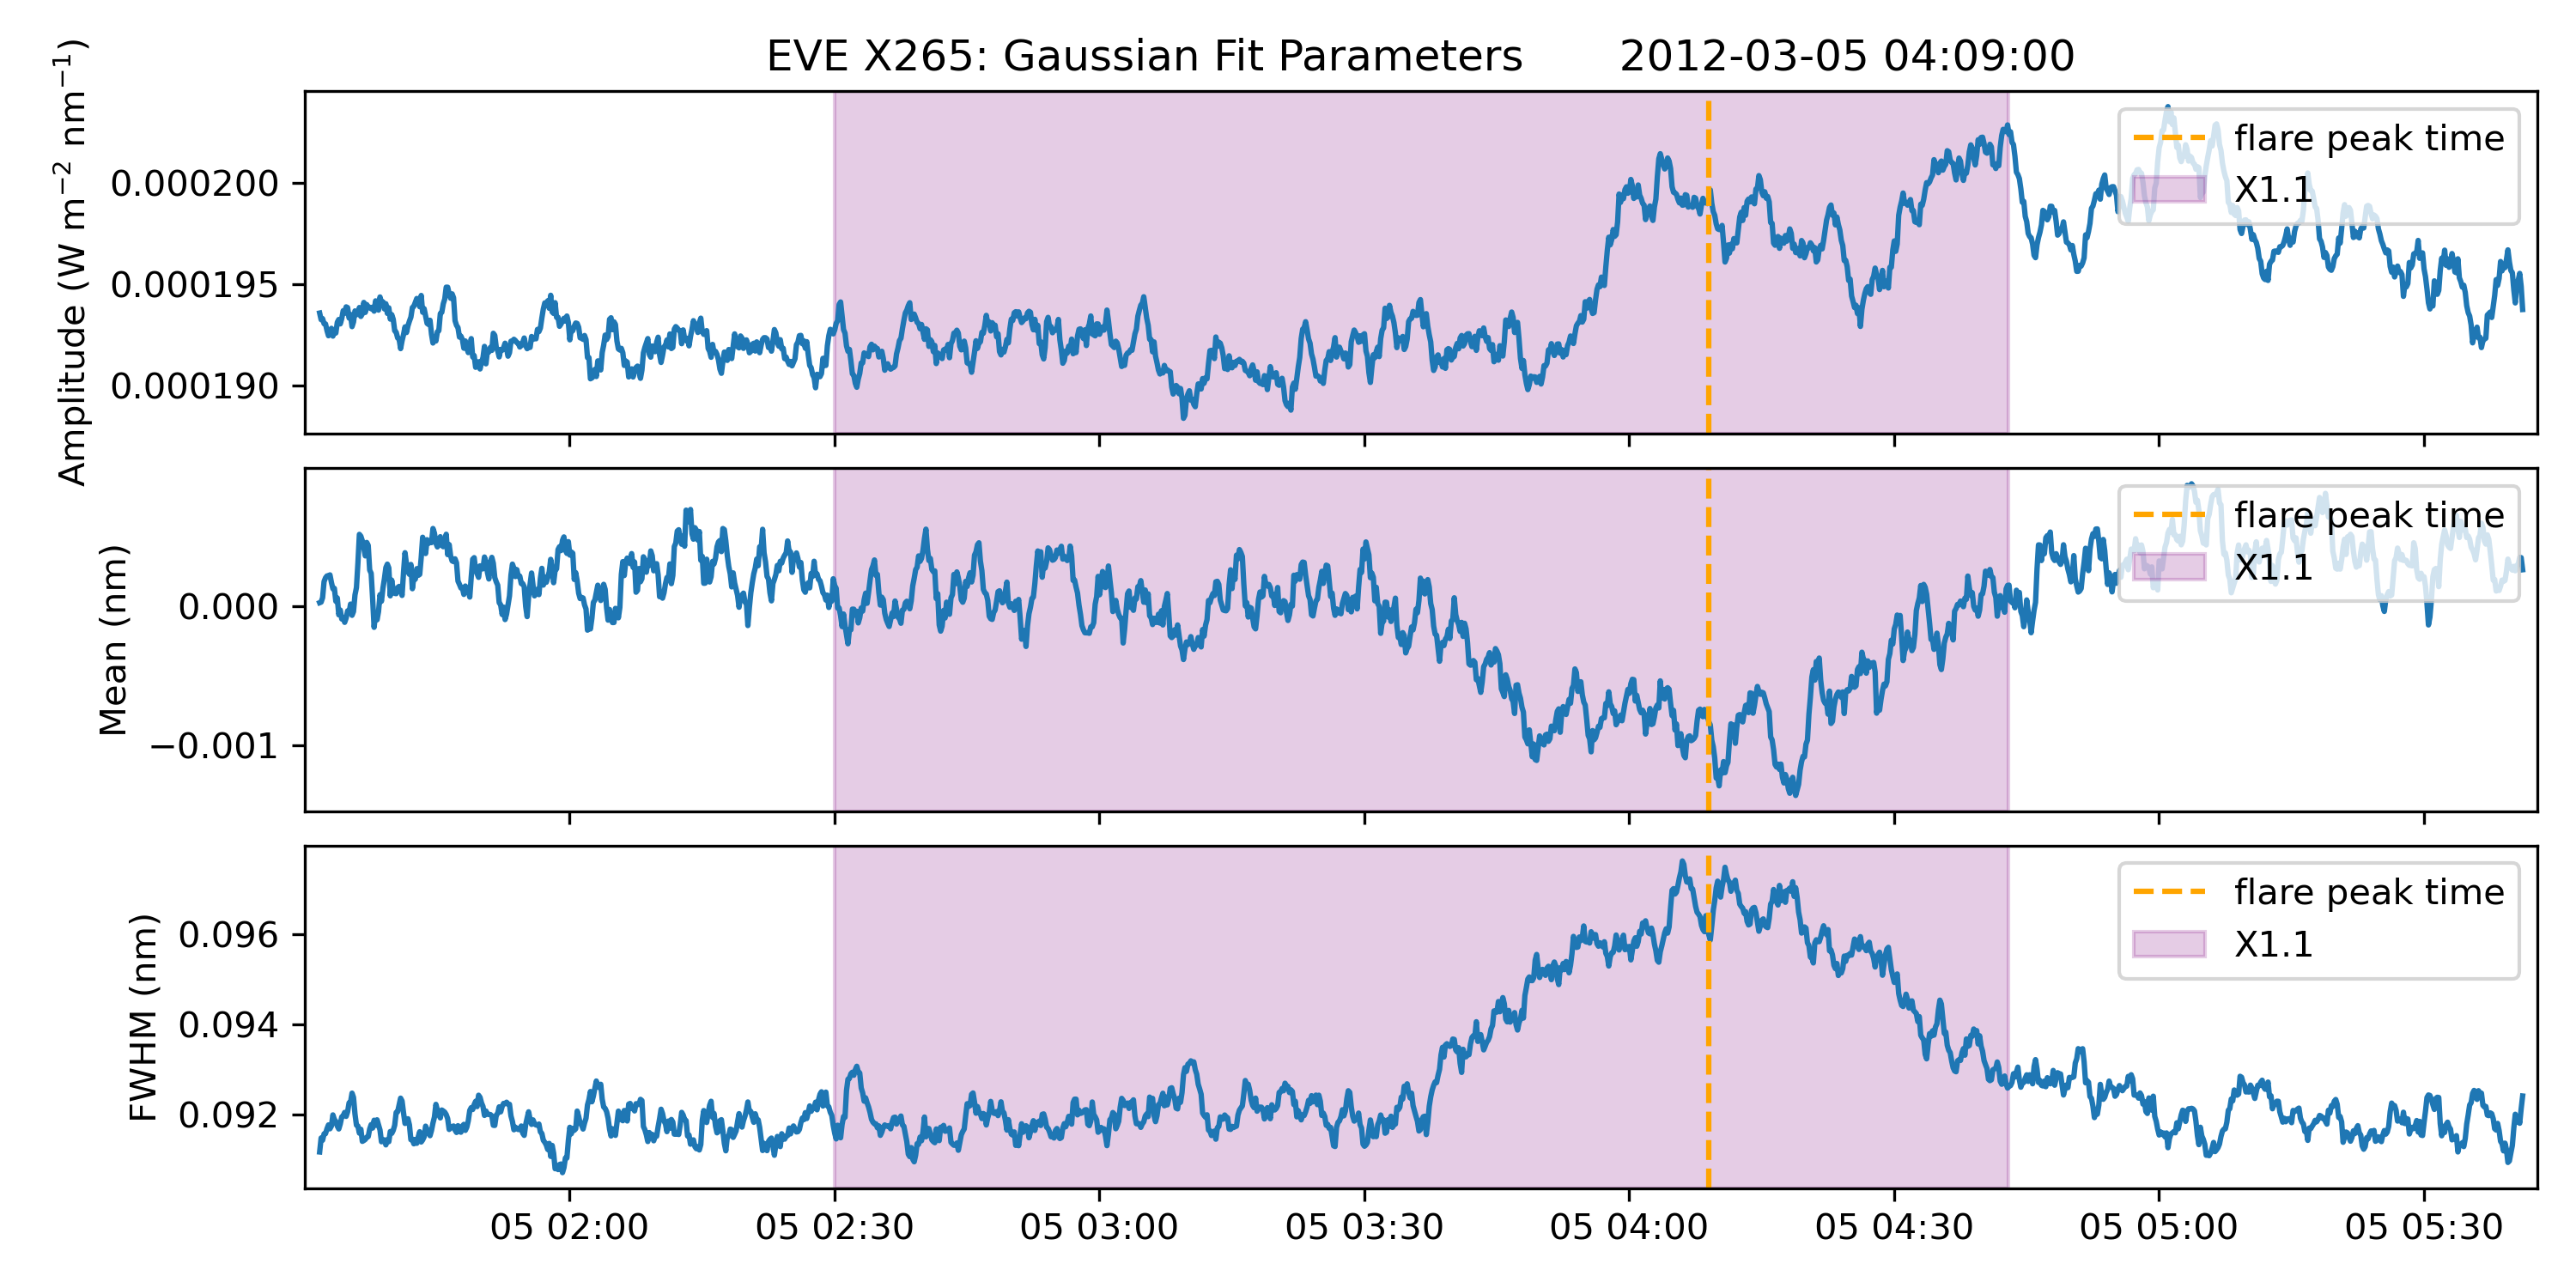 EVE X265: Gaussian Fit Parameters 2012-03-05 04:09:00
Amplitude (W m⁻² nm⁻¹)
0.000200
0.000195
0.000190
flare peak time
X1.1
Mean (nm)
0.000
−0.001
flare peak time
X1.1
FWHM (nm)
0.096
0.094
0.092
flare peak time
X1.1
05 02:00 05 02:30 05 03:00 05 03:30 05 04:00 05 04:30 05 05:00 05 05:30